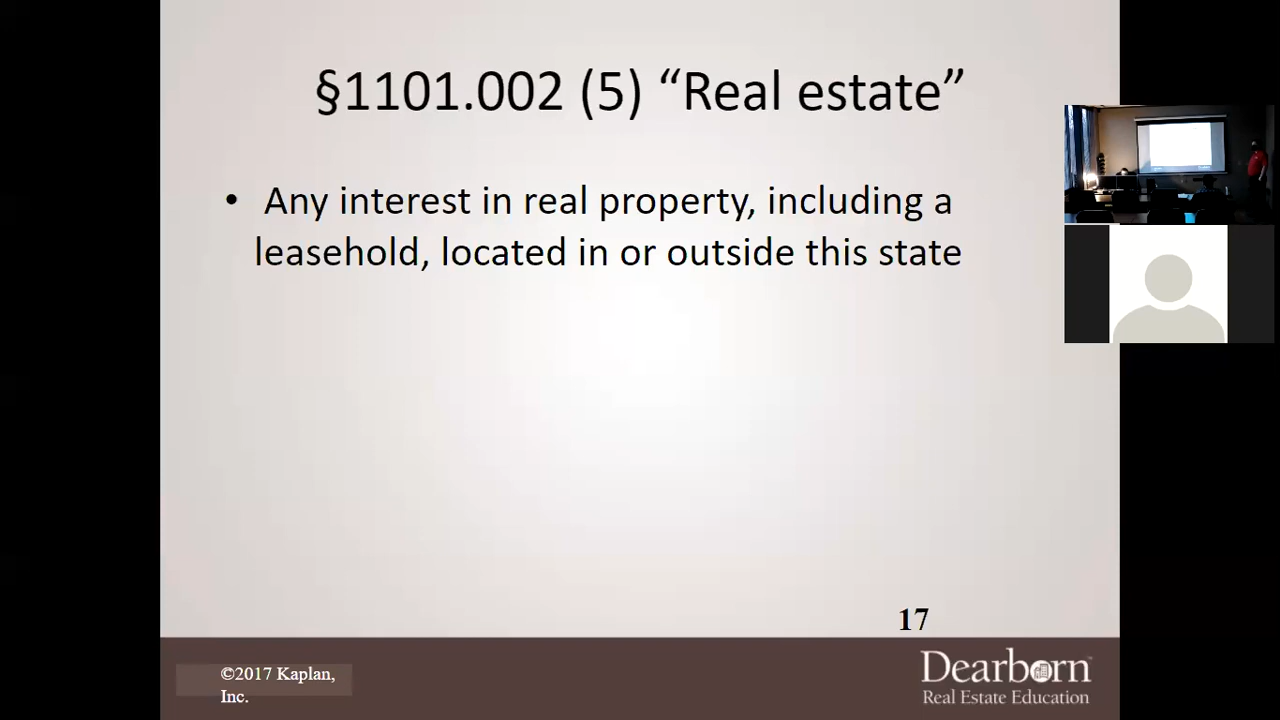 §1101.002 (5) “Real estate”
• Any interest in real property, including a
leasehold, located in or outside this state
17
©2017 Kaplan,
Inc.
Dearborn™
Real Estate Education